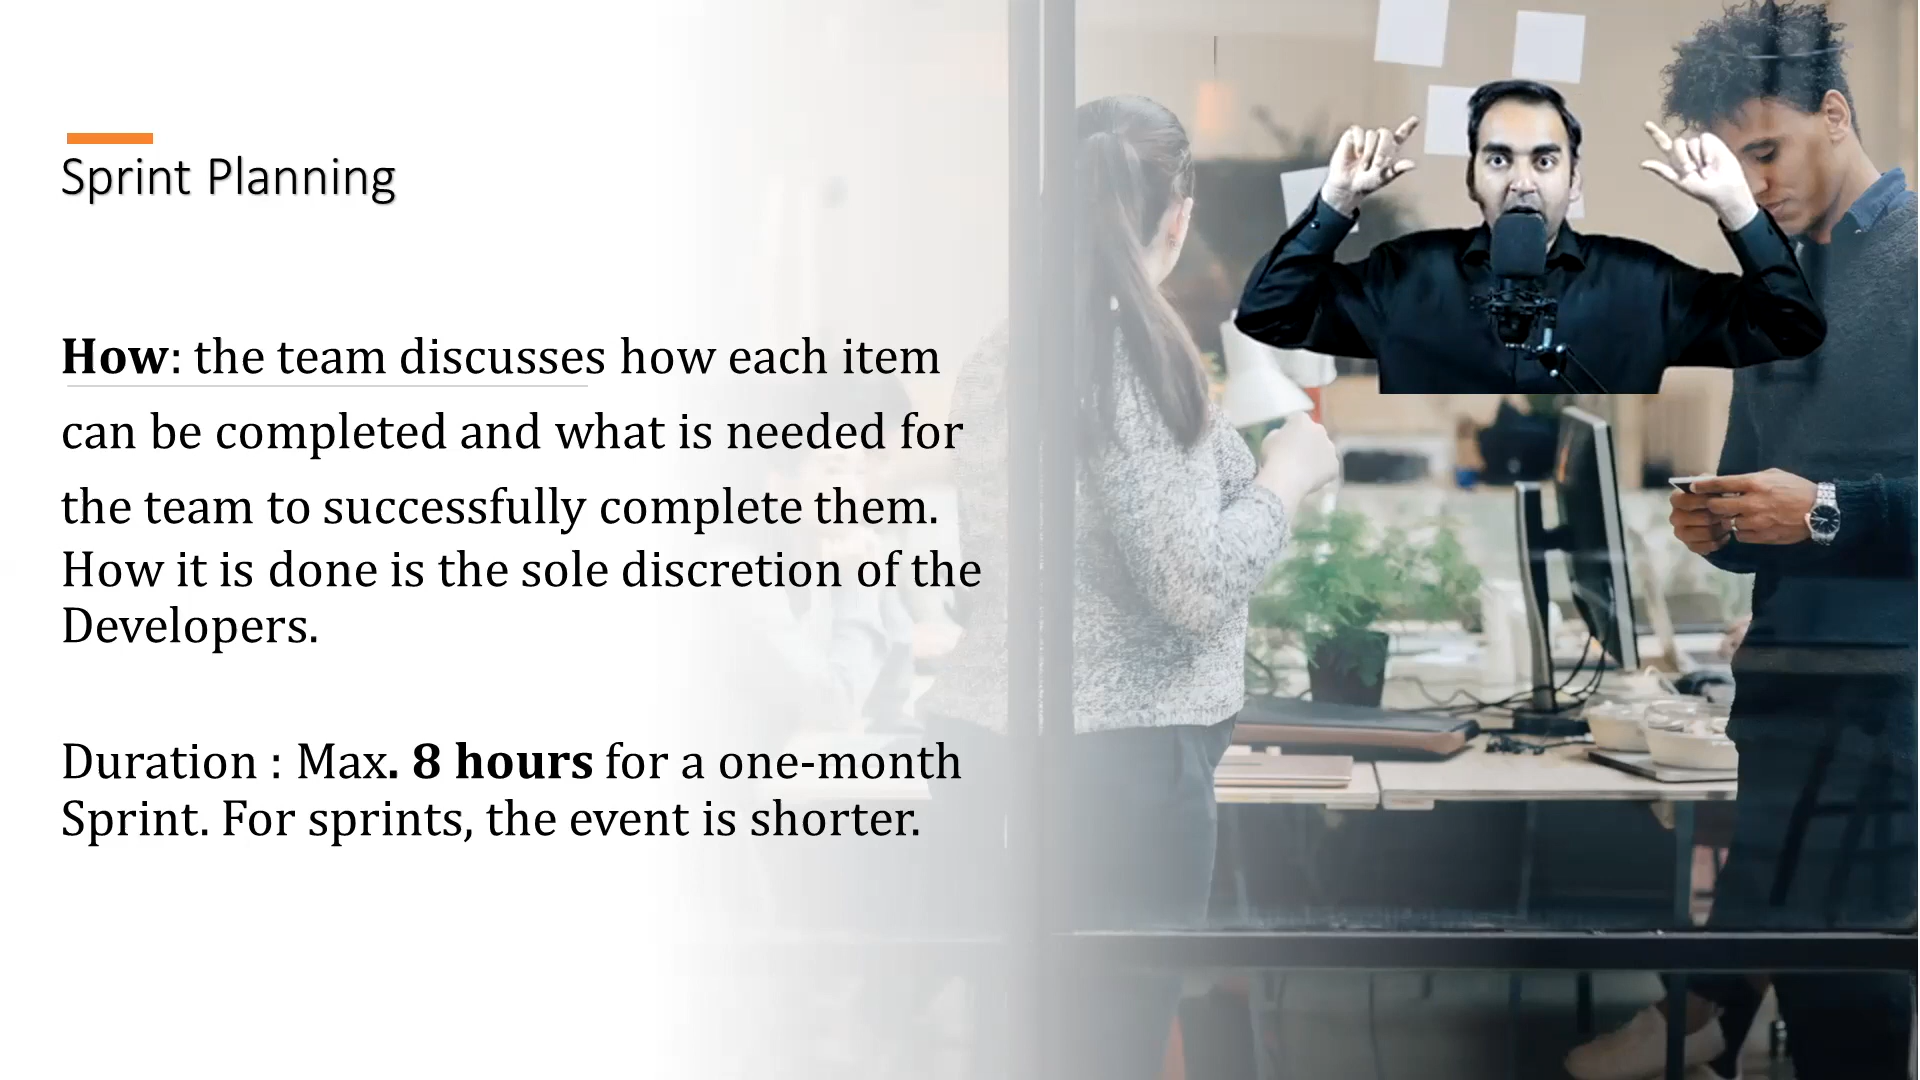 Sprint Planning
How: the team discusses how each item
can be completed and what is needed for
the team to successfully complete them.
How it is done is the sole discretion of the
Developers.
Duration : Max. 8 hours for a one-month
Sprint. For sprints, the event is shorter.